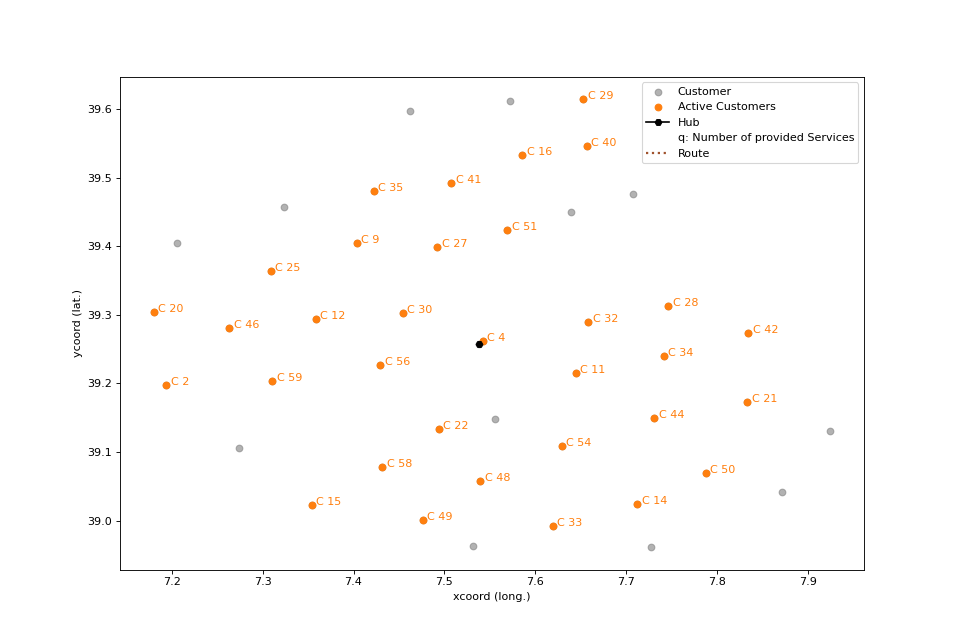 Customer
Active Customers
Hub
q: Number of provided Services
Route
C 29
C 40
C 16
C 41
C 35
C 51
C 9
C 27
C 25
C 20
C 46
C 12
C 30
C 28
C 32
C 42
C 4
C 34
C 56
C 11
C 2
C 59
C 21
C 44
C 22
C 54
C 58
C 48
C 50
C 15
C 14
C 49
C 33
39.6
39.5
39.4
39.3
39.2
39.1
39.0
ycoord (lat.)
7.2 7.3 7.4 7.5 7.6 7.7 7.8 7.9
xcoord (long.)